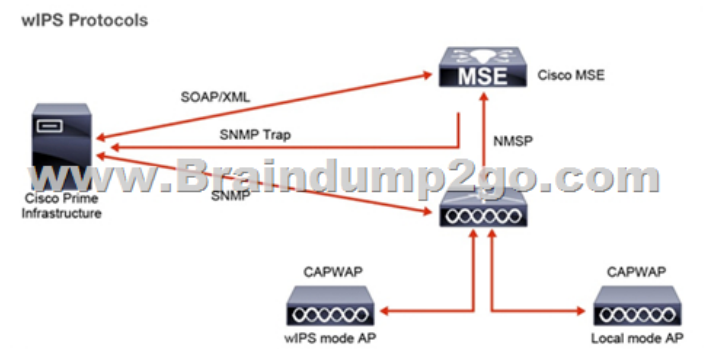 wIPS Protocols
MSE
Cisco MSE
SOAP/XML
SNMP Trap
NMSP
www.Braindump2go.com
Cisco Prime
Infrastructure
SNMP
CAPWAP
CAPWAP
wIPS mode AP
Local mode AP